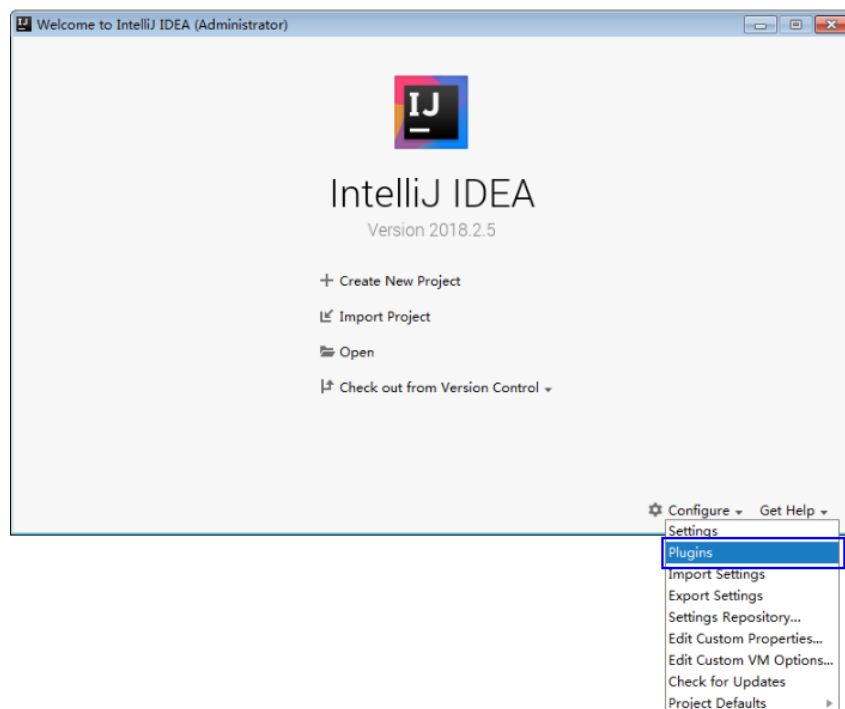 Welcome to IntelliJ IDEA (Administrator)
IJ
IntelliJ IDEA
Version 2018.2.5
Create New Project
Import Project
Open
Check out from Version Control
Configure Get Help
Settings
Plugins
Import Settings
Export Settings
Settings Repository...
Edit Custom Properties...
Edit Custom VM Options...
Check for Updates
Project Defaults